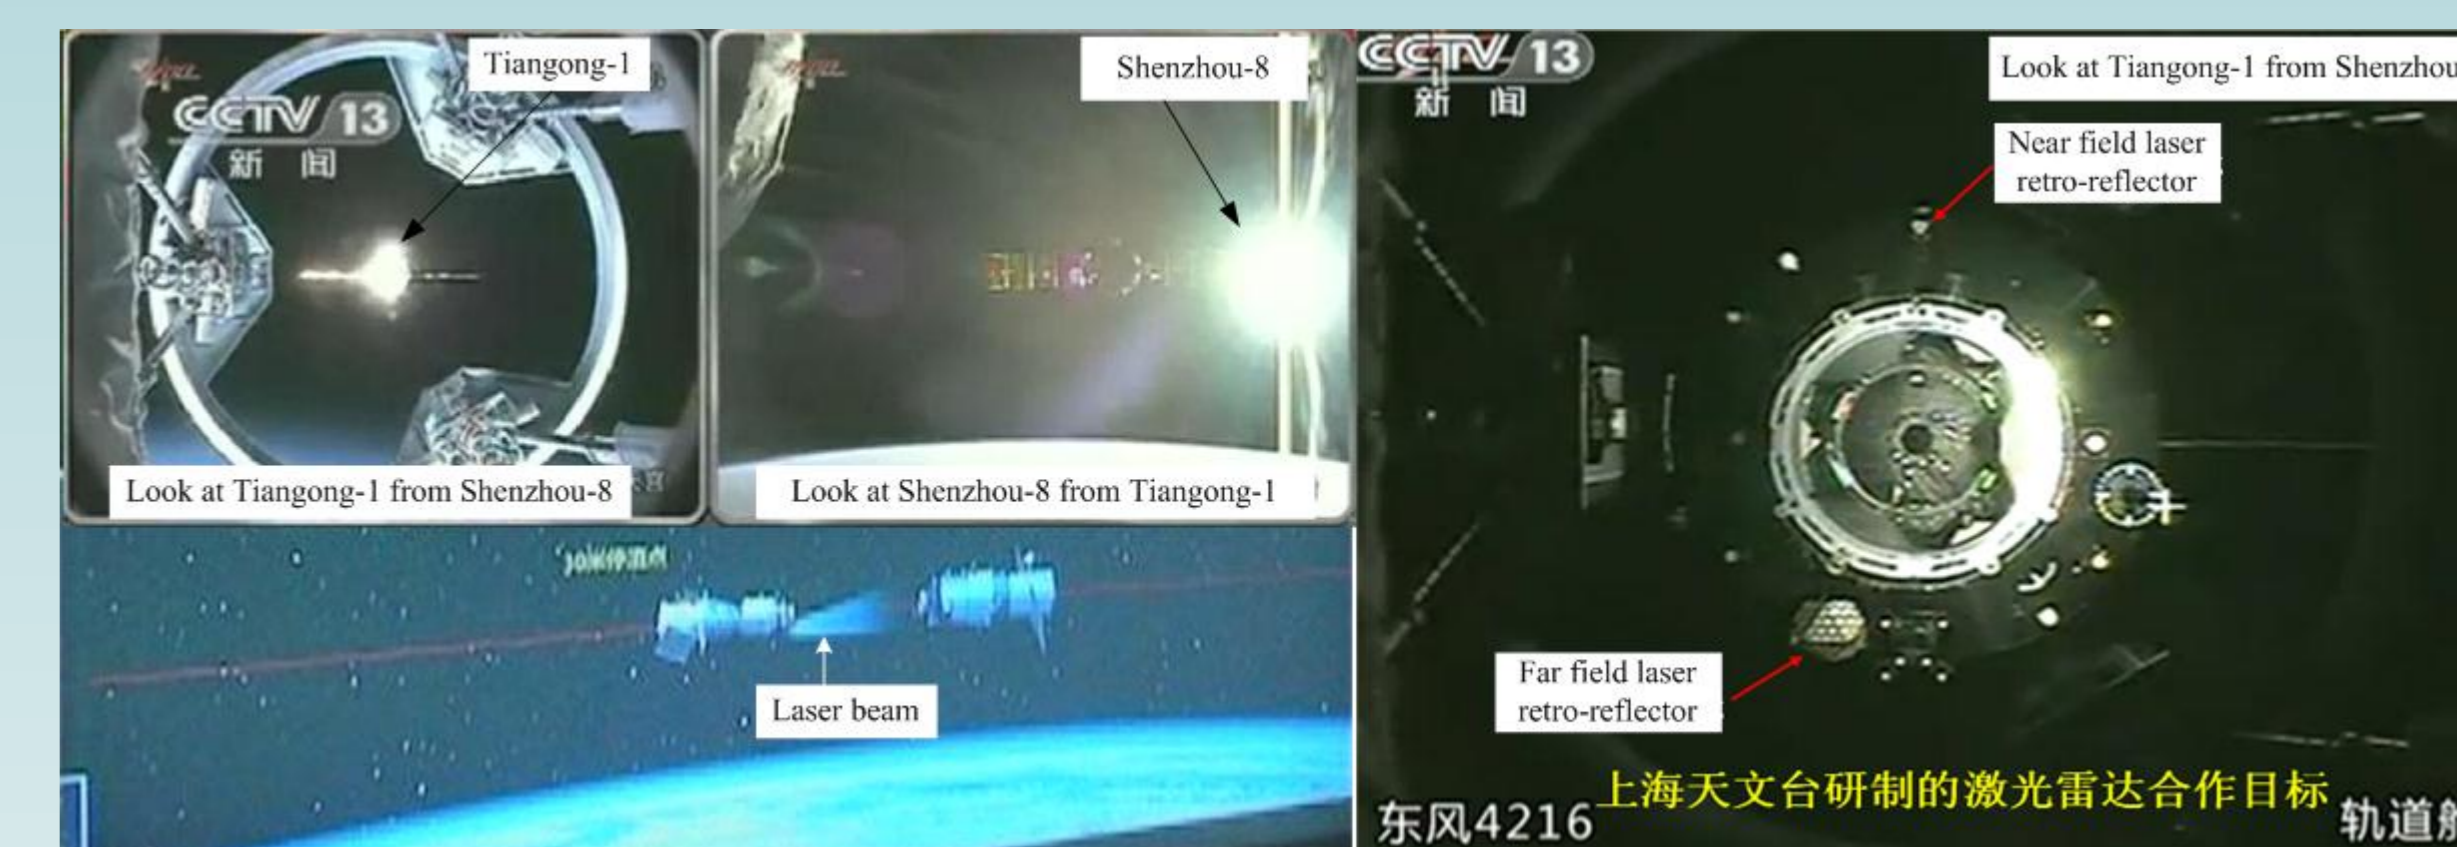 Tiangong-1
CCTV 13
新闻
Look at Tiangong-1 from Shenzhou-8
Shenzhou-8
Look at Shenzhou-8 from Tiangong-1
Laser beam
CCTV 13
新闻
Look at Tiangong-1 from Shenzhou
Near field laser
retro-reflector
Far field laser
retro-reflector
上海天文台研制的激光雷达合作目标
东风4216
轨道